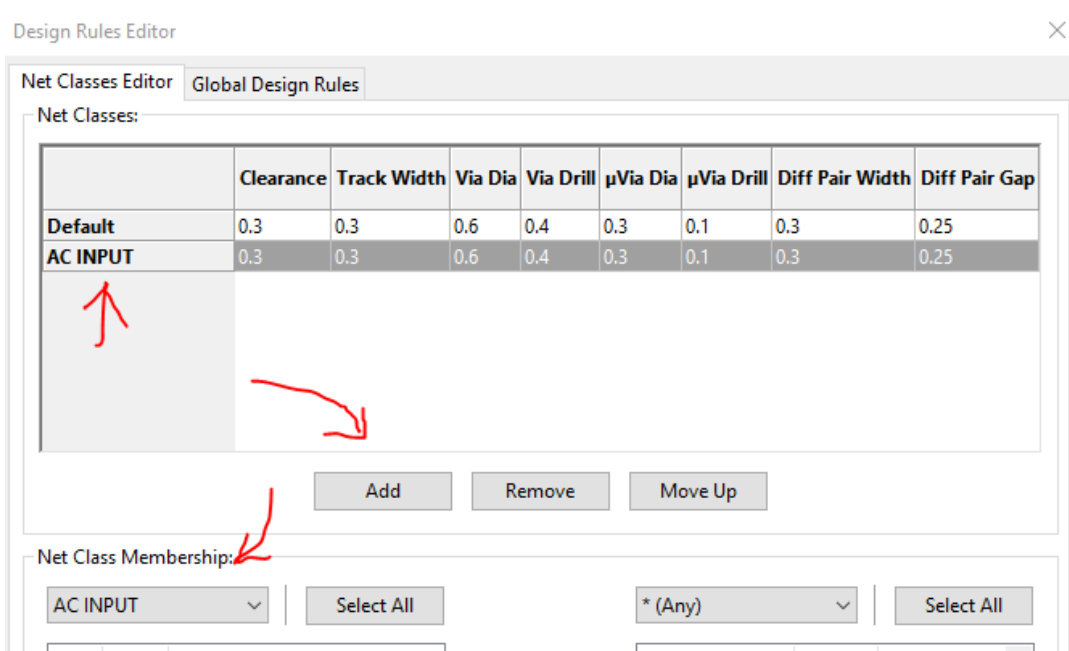 Design Rules Editor
Net Classes Editor Global Design Rules
Net Classes:
Clearance Track Width Via Dia Via Drill µVia Dia µVia Drill Diff Pair Width Diff Pair Gap
Default 0.3 0.3 0.6 0.4 0.3 0.1 0.3 0.25
AC INPUT 0.3 0.3 0.6 0.4 0.3 0.1 0.3 0.25
Add Remove Move Up
Net Class Membership:
AC INPUT Select All * (Any) Select All